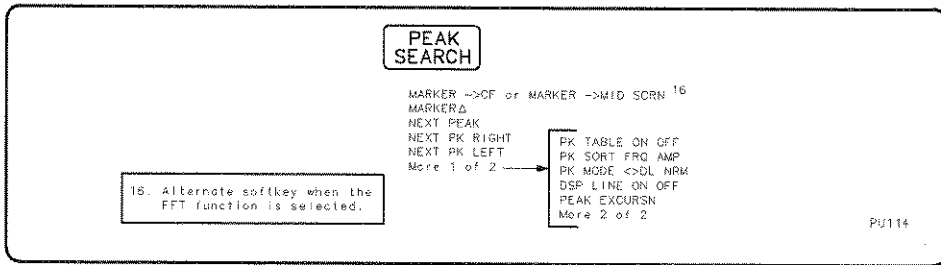 PEAK
SEARCH
MARKER ->CF or MARKER ->MID SCRN 16
MARKERΔ
NEXT PEAK
NEXT PK RIGHT
NEXT PK LEFT
More 1 of 2
PK TABLE ON OFF
PK SORT FRQ AMP
PK MODE <>DL NRM
DSP LINE ON OFF
PEAK EXCURSN
More 2 of 2
16. Alternate softkey when the
FFT function is selected.
PU114